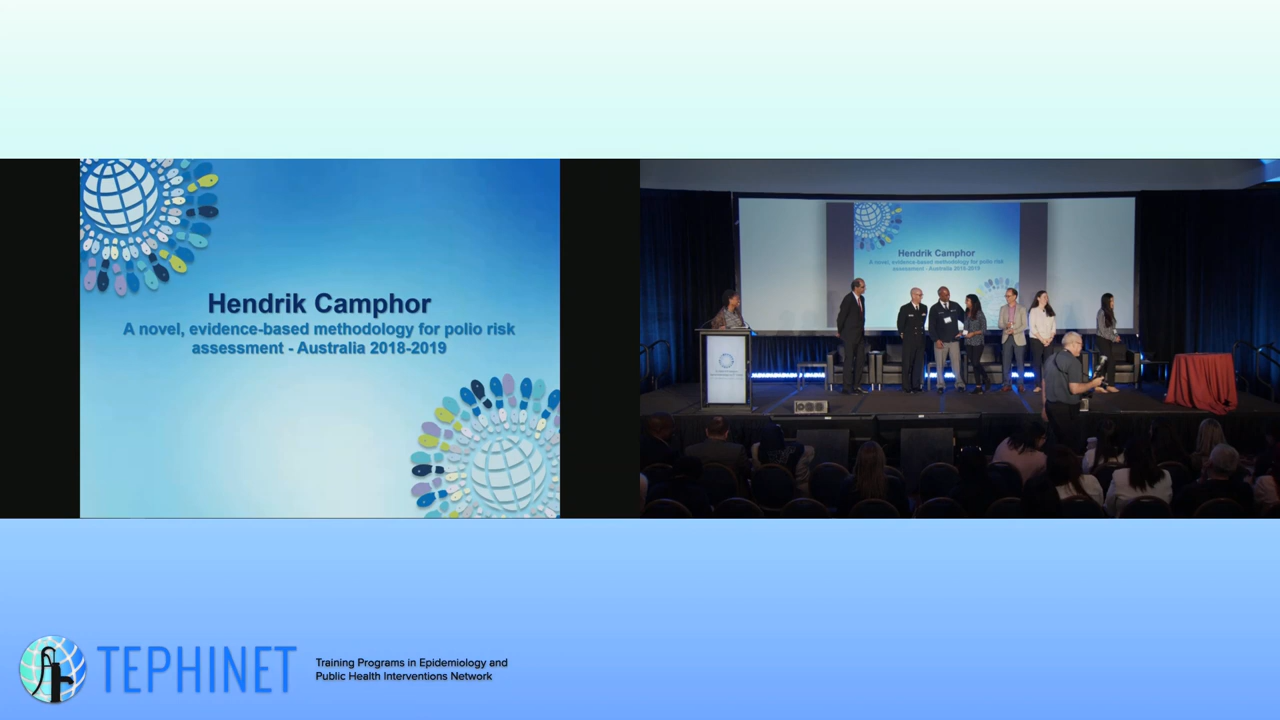 Hendrik Camphor
A novel, evidence-based methodology for polio risk
assessment - Australia 2018-2019
Hendrik Camphor
A novel, evidence-based methodology for polio risk
assessment - Australia 2018-2019
TEPHINET
Training Programs in Epidemiology and
Public Health Interventions Network